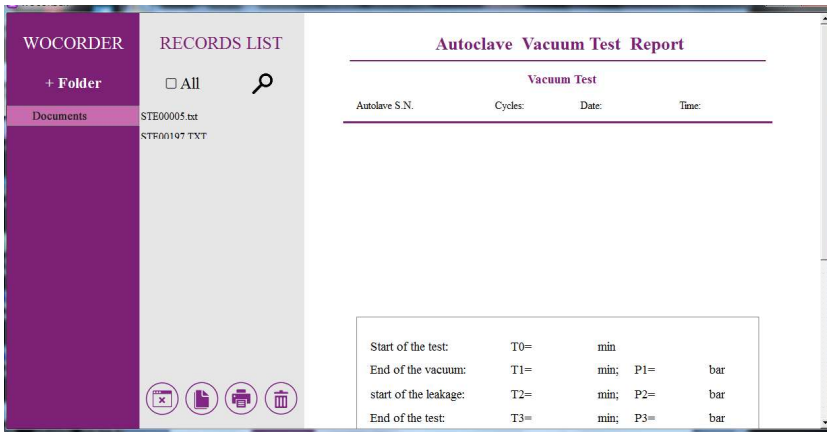 WOCORDER
+ Folder
Documents
RECORDS LIST
All
STE00005.txt
STE00197.TXT
Autoclave Vacuum Test Report
Vacuum Test
Autolave S.N. Cycles: Date: Time:
Start of the test: T0= min
End of the vacuum: T1= min; P1= bar
start of the leakage: T2= min; P2= bar
End of the test: T3= min; P3= bar